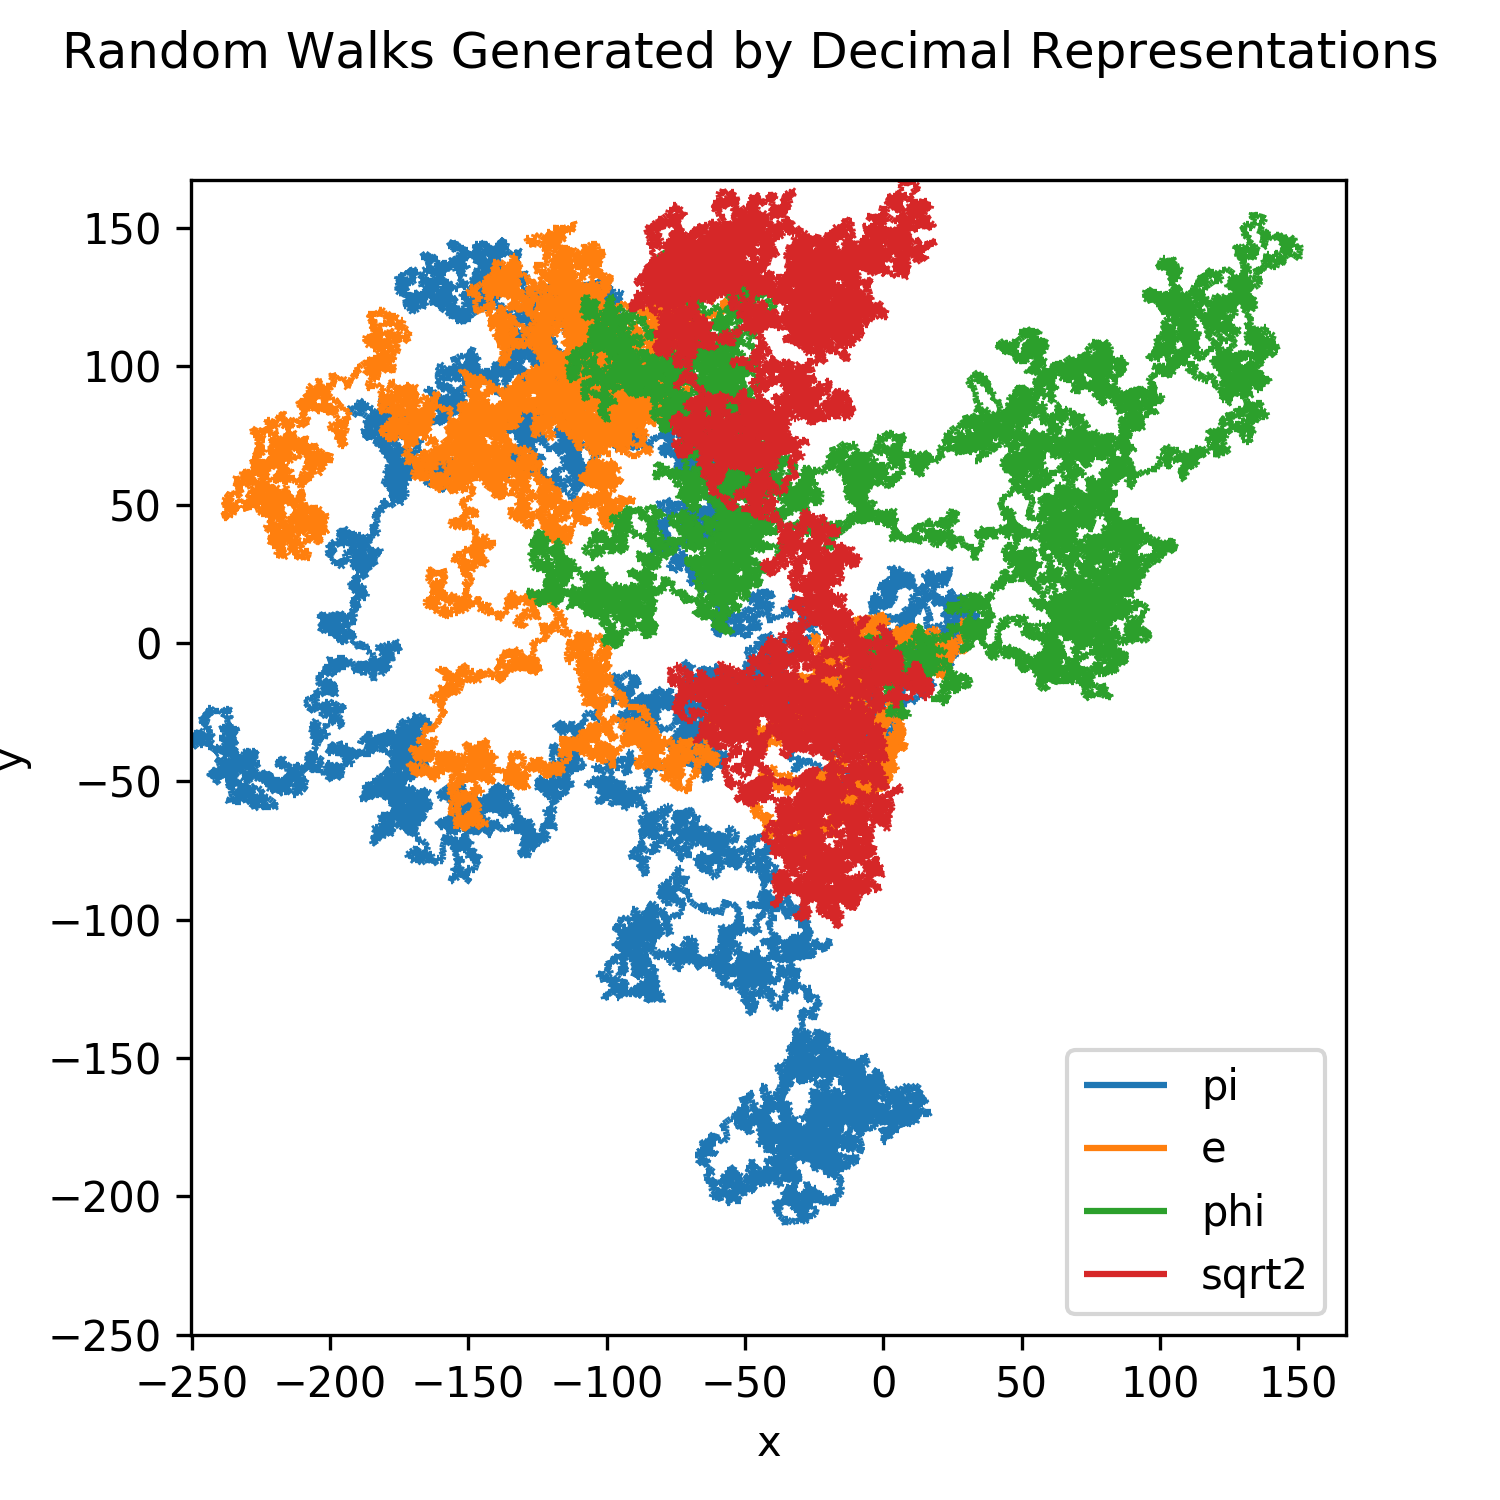 Random Walks Generated by Decimal Representations
150
100
50
0
−50
−100
−150
−200
−250
y
−250 −200 −150 −100 −50 0 50 100 150
x
pi
e
phi
sqrt2